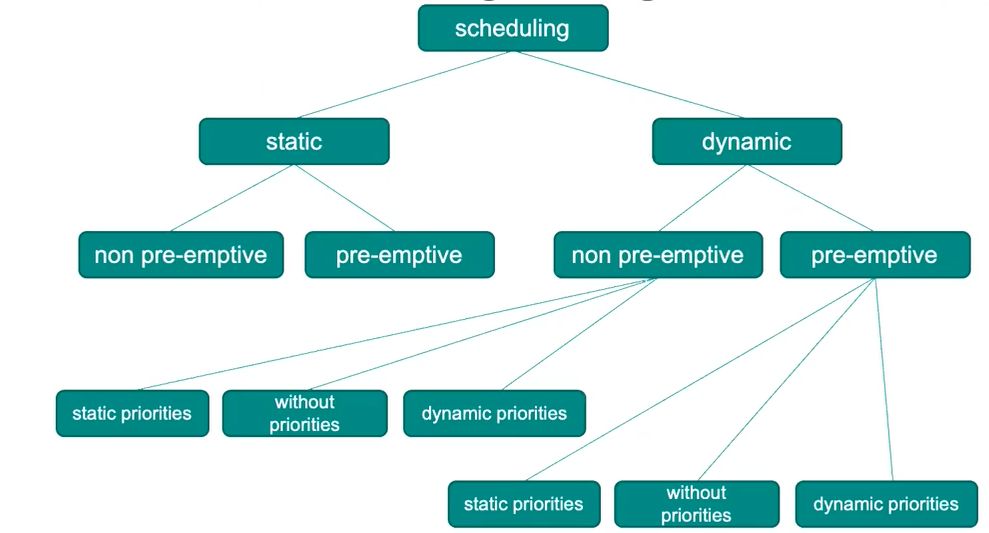 scheduling
static
dynamic
non pre-emptive
pre-emptive
non pre-emptive
pre-emptive
static priorities
without
priorities
dynamic priorities
static priorities
without
priorities
dynamic priorities